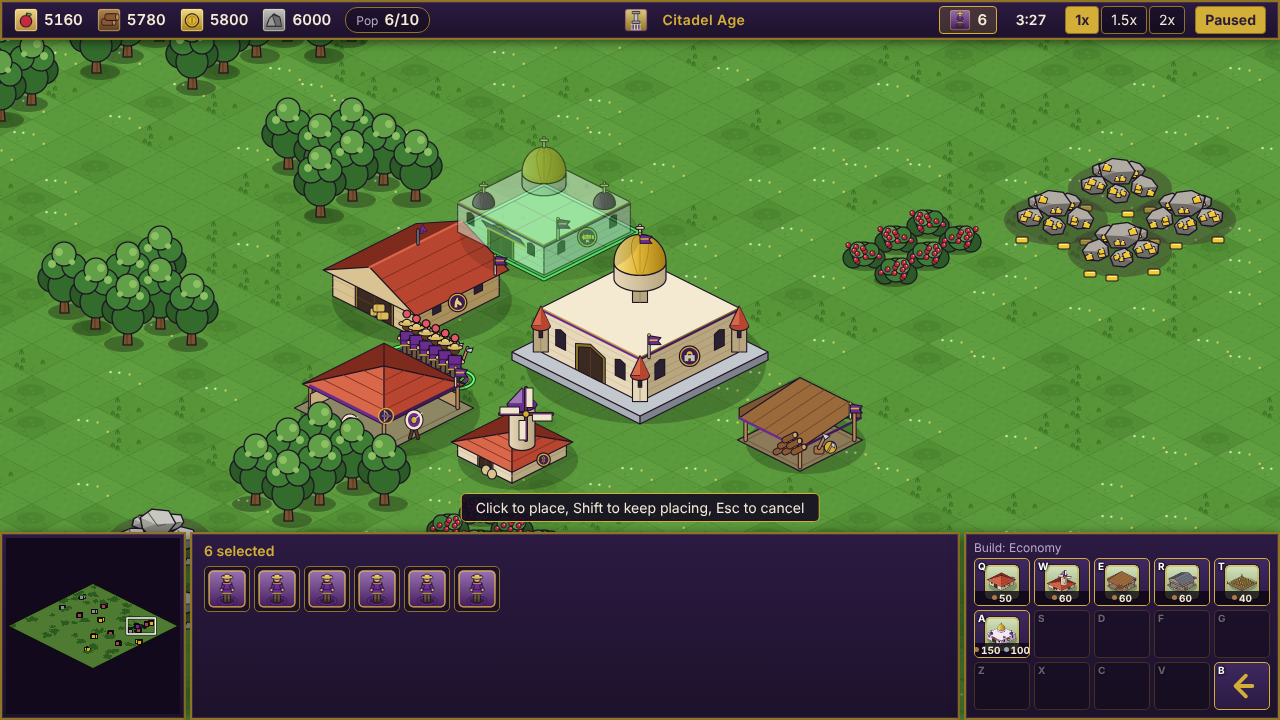 5160 5780 5800 6000 Pop 6/10 Citadel Age 6 3:27 1x 1.5x 2x Paused
Click to place, Shift to keep placing, Esc to cancel
6 selected
Build: Economy
Q 50 W 60 E 60 R 60 T 40
A 150 100 S D F G
Z X C V B